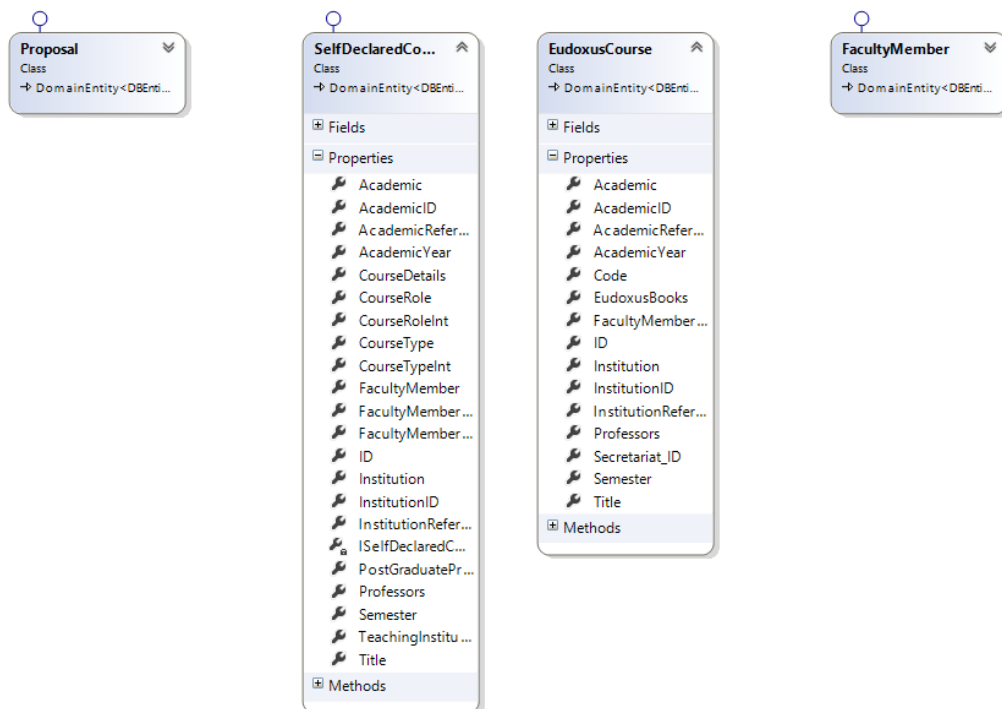 Proposal
Class
DomainEntity<DBEnti...
SelfDeclaredCo...
Class
DomainEntity<DBEnti...
Fields
Properties
Academic
AcademicID
AcademicRefer...
AcademicYear
CourseDetails
CourseRole
CourseRoleInt
CourseType
CourseTypeInt
FacultyMember
FacultyMember...
FacultyMember...
ID
Institution
InstitutionID
InstitutionRefer...
ISelfDeclaredC...
PostGraduatePr...
Professors
Semester
TeachingInstitu...
Title
Methods
EudoxusCourse
Class
DomainEntity<DBEnti...
Fields
Properties
Academic
AcademicID
AcademicRefer...
AcademicYear
Code
EudoxusBooks
FacultyMember...
ID
Institution
InstitutionID
InstitutionRefer...
Professors
Secretariat_ID
Semester
Title
Methods
FacultyMember
Class
DomainEntity<DBEnti...